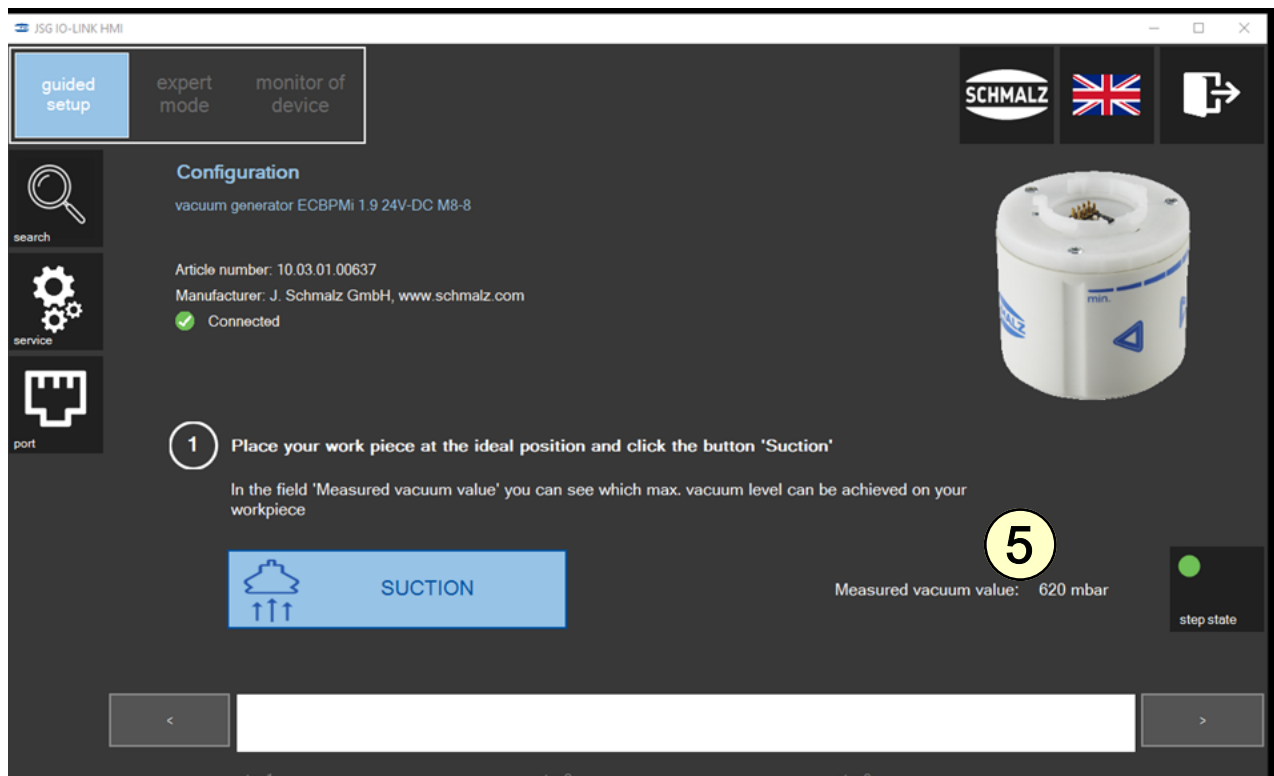 JSG IO-LINK HMI
guided
setup
expert
mode
monitor of
device
SCHMALZ
search
service
port
Configuration
vacuum generator ECBPMi 1.9 24V-DC M8-8
Article number: 10.03.01.00637
Manufacturer: J. Schmalz GmbH, www.schmalz.com
Connected
min.
1 Place your work piece at the ideal position and click the button 'Suction'
In the field 'Measured vacuum value' you can see which max. vacuum level can be achieved on your
workpiece
5
SUCTION
Measured vacuum value: 620 mbar
step state
< >